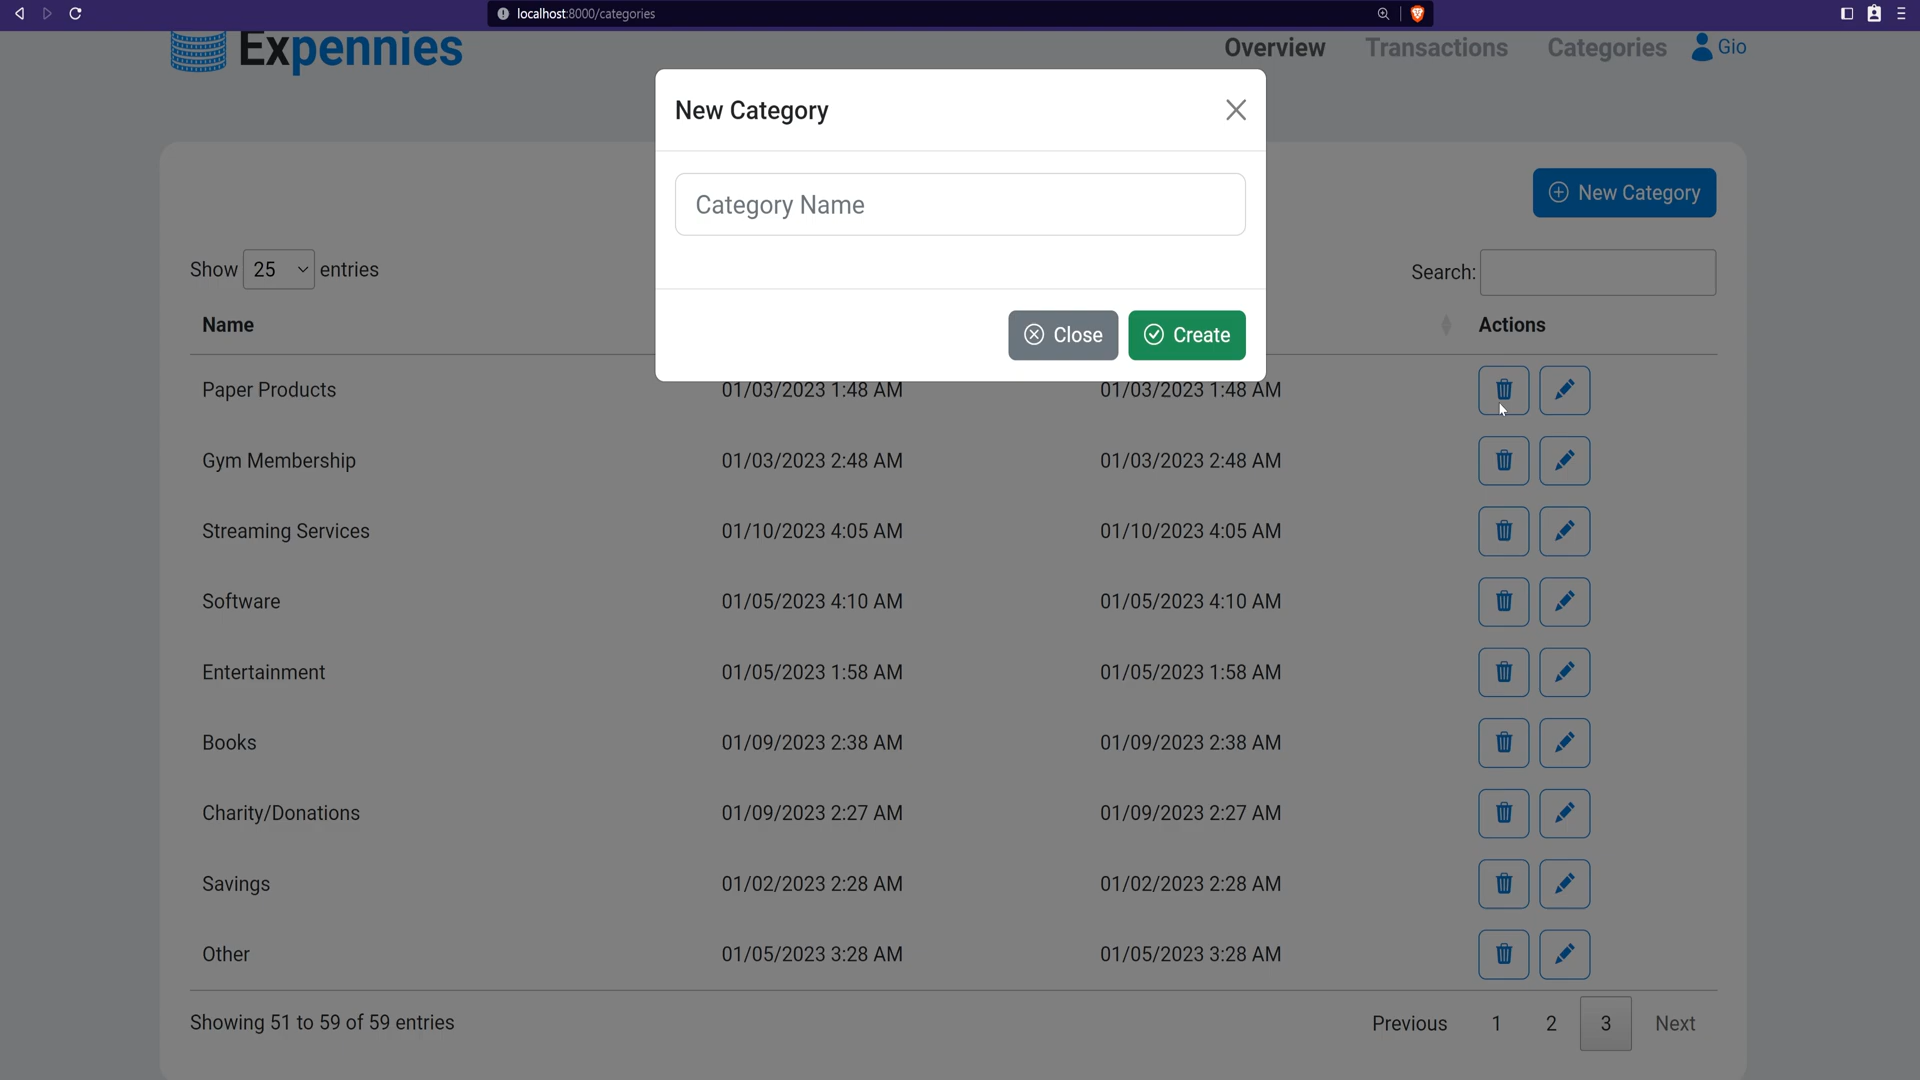 localhost:8000/categories
Expennies
Overview Transactions Categories Gio
New Category
Category Name
Close Create
New Category
Show 25 entries Search:
Name Actions
Paper Products 01/03/2023 1:48 AM 01/03/2023 1:48 AM
Gym Membership 01/03/2023 2:48 AM 01/03/2023 2:48 AM
Streaming Services 01/10/2023 4:05 AM 01/10/2023 4:05 AM
Software 01/05/2023 4:10 AM 01/05/2023 4:10 AM
Entertainment 01/05/2023 1:58 AM 01/05/2023 1:58 AM
Books 01/09/2023 2:38 AM 01/09/2023 2:38 AM
Charity/Donations 01/09/2023 2:27 AM 01/09/2023 2:27 AM
Savings 01/02/2023 2:28 AM 01/02/2023 2:28 AM
Other 01/05/2023 3:28 AM 01/05/2023 3:28 AM
Showing 51 to 59 of 59 entries Previous 1 2 3 Next